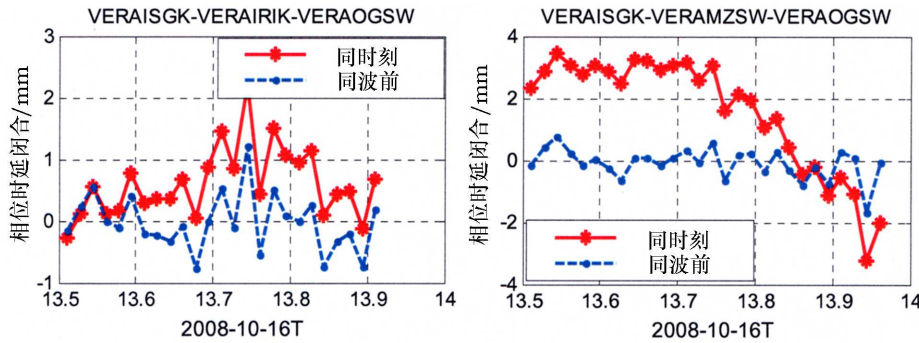 VERAISGK-VERAIRIK-VERAOGSW
相位时延闭合/mm
3
2
1
0
-1
同时刻
同波前
13.5 13.6 13.7 13.8 13.9 14
2008-10-16T
VERAISGK-VERAMZSW-VERAOGSW
相位时延闭合/mm
4
2
0
-2
-4
同时刻
同波前
13.5 13.6 13.7 13.8 13.9 14
2008-10-16T